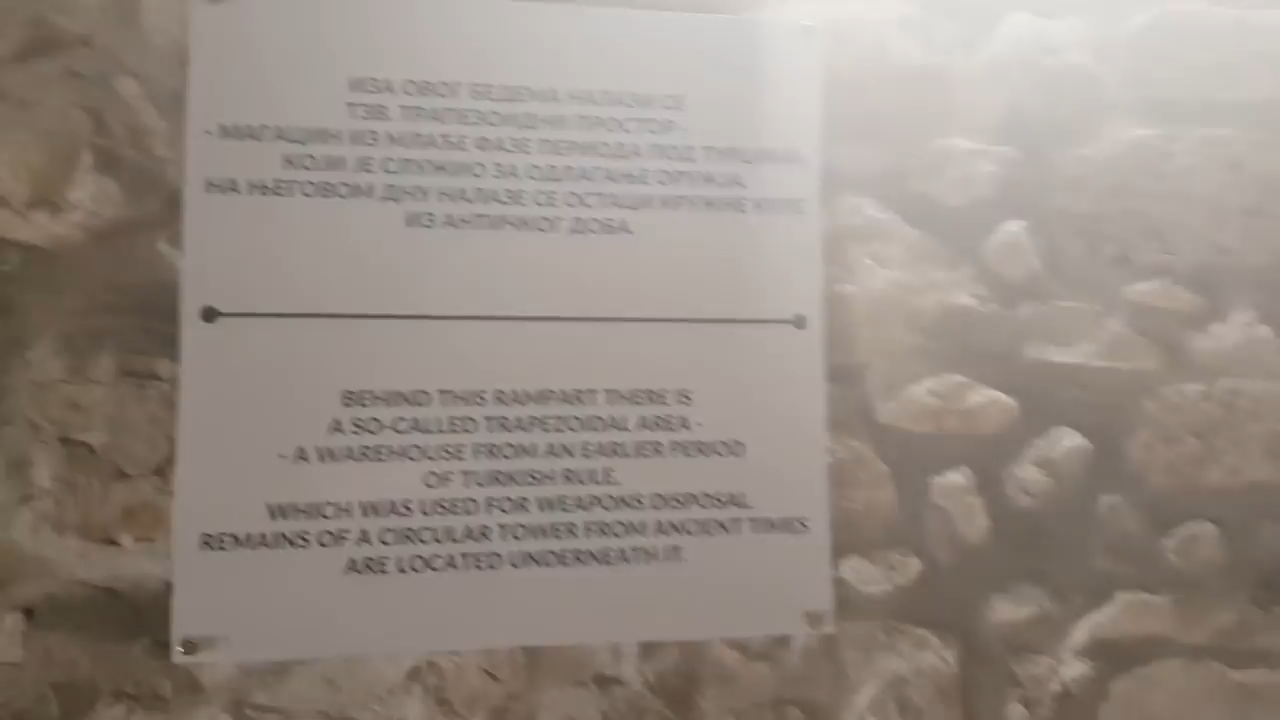 ИЗА ОВОГ БЕДЕМА НАЛАЗИ СЕ
ТЗВ. ТРАПЕЗОИДНИ ПРОСТОР -
- МАГАЦИН ИЗ МЛАЂЕ ФАЗЕ ПЕРИОДА ПОД ТУРЦИМА
КОЈИ ЈЕ СЛУЖИО ЗА ОДЛАГАЊЕ ОРУЖЈА.
НА ЊЕГОВОМ ДНУ НАЛАЗЕ СЕ ОСТАЦИ КРУЖНЕ КУЛЕ
ИЗ АНТИЧКОГ ДОБА.
BEHIND THIS RAMPART THERE IS
A SO-CALLED TRAPEZOIDAL AREA -
- A WAREHOUSE FROM AN EARLIER PERIOD
OF TURKISH RULE,
WHICH WAS USED FOR WEAPONS DISPOSAL
REMAINS OF A CIRCULAR TOWER FROM ANCIENT TIMES
ARE LOCATED UNDERNEATH IT.